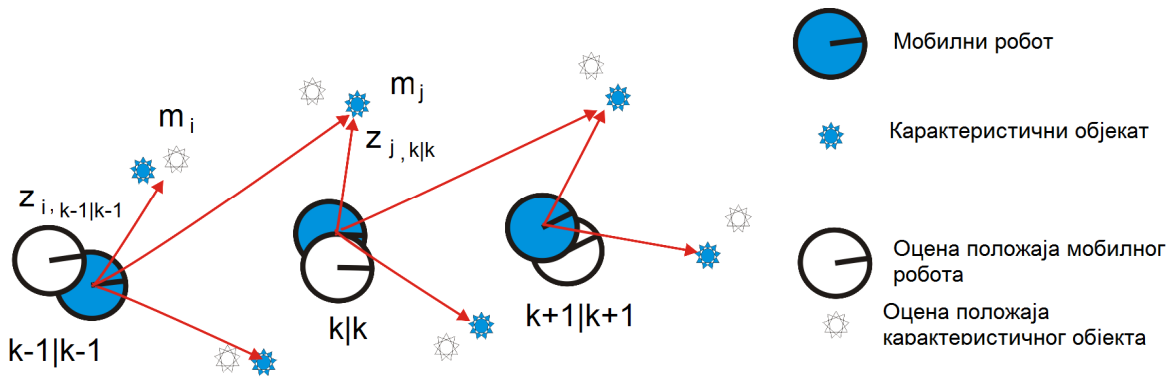 m i
m j
z j , k|k
z i, k-1|k-1
k-1|k-1
k|k
k+1|k+1
Мобилни робот
Карактеристични објекат
Оцена положаја мобилног
робота
Оцена положаја
карактеристичног објекта